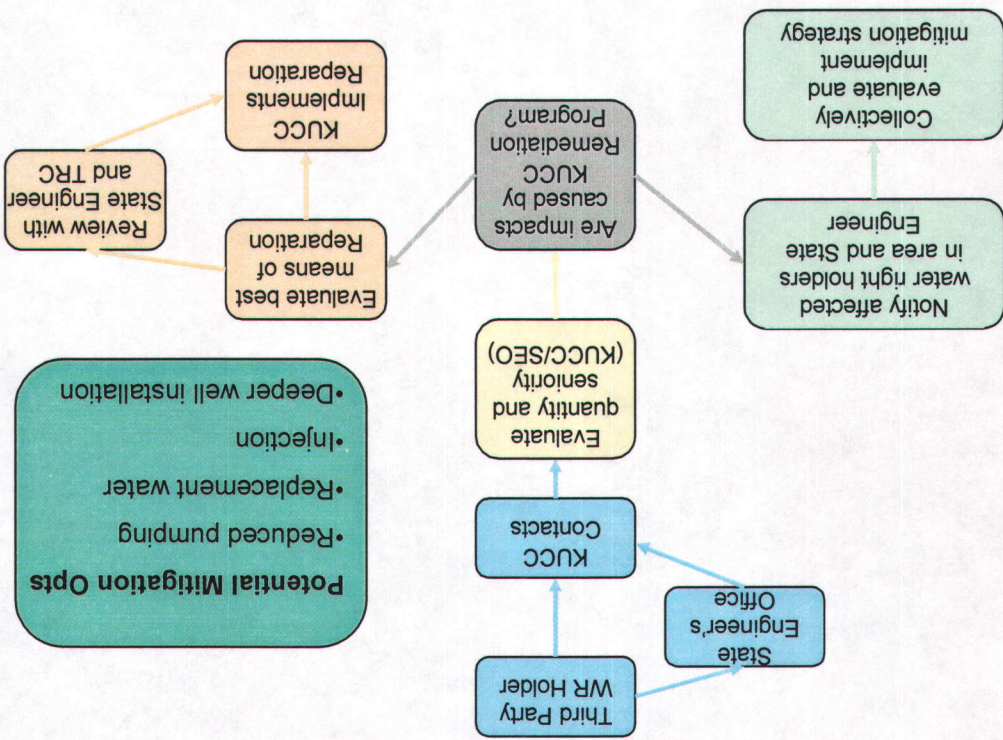 Third Party
WR Holder
State
Engineer's
Office
KUCC
Contacts
Potential Mitigation Opts
•Reduced pumping
•Replacement water
•Injection
•Deeper well installation
Evaluate
quantity and
seniority
(KUCC/SEO)
Are impacts
caused by
KUCC
Remediation
Program?
Evaluate best
means of
Reparation
Review with
State Engineer
and TRC
KUCC
Implements
Reparation
Notify affected
water right holders
in area and State
Engineer
Collectively
evaluate and
implement
mitigation strategy